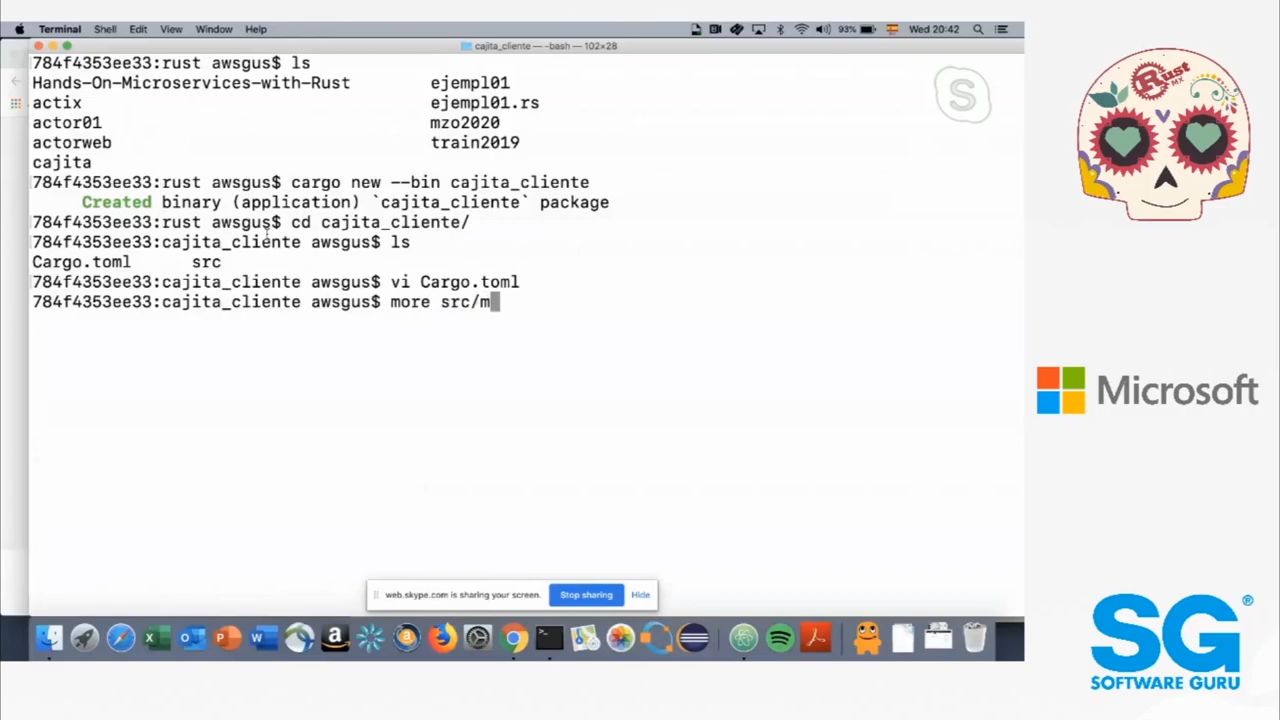 Terminal Shell Edit View Window Help 93% Wed 20:42
cajita_cliente — -bash — 102×28
784f4353ee33:rust awsgus$ ls
Hands-On-Microservices-with-Rust ejempl01
actix ejempl01.rs
actor01 mzo2020
actorweb train2019
cajita
784f4353ee33:rust awsgus$ cargo new --bin cajita_cliente
Created binary (application) `cajita_cliente` package
784f4353ee33:rust awsgus$ cd cajita_cliente/
784f4353ee33:cajita_cliente awsgus$ ls
Cargo.toml src
784f4353ee33:cajita_cliente awsgus$ vi Cargo.toml
784f4353ee33:cajita_cliente awsgus$ more src/m
web.skype.com is sharing your screen. Stop sharing Hide
Rust MX
Microsoft
SG®
SOFTWARE GURU